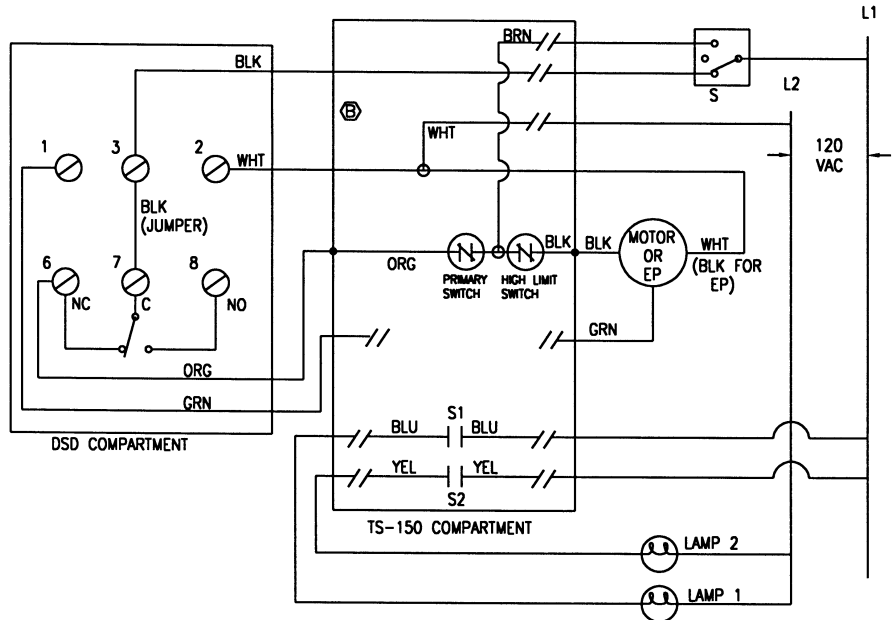 L1
BRN
BLK
S
L2
B
WHT
120
VAC
1
3
2
WHT
BLK
(JUMPER)
ORG
PRIMARY
SWITCH
HIGH LIMIT
SWITCH
BLK
BLK
MOTOR
OR
EP
WHT
(BLK FOR
EP)
6
7
8
NC
C
NO
GRN
ORG
GRN
S1
BLU
BLU
DSD COMPARTMENT
YEL
YEL
S2
TS-150 COMPARTMENT
LAMP 2
LAMP 1